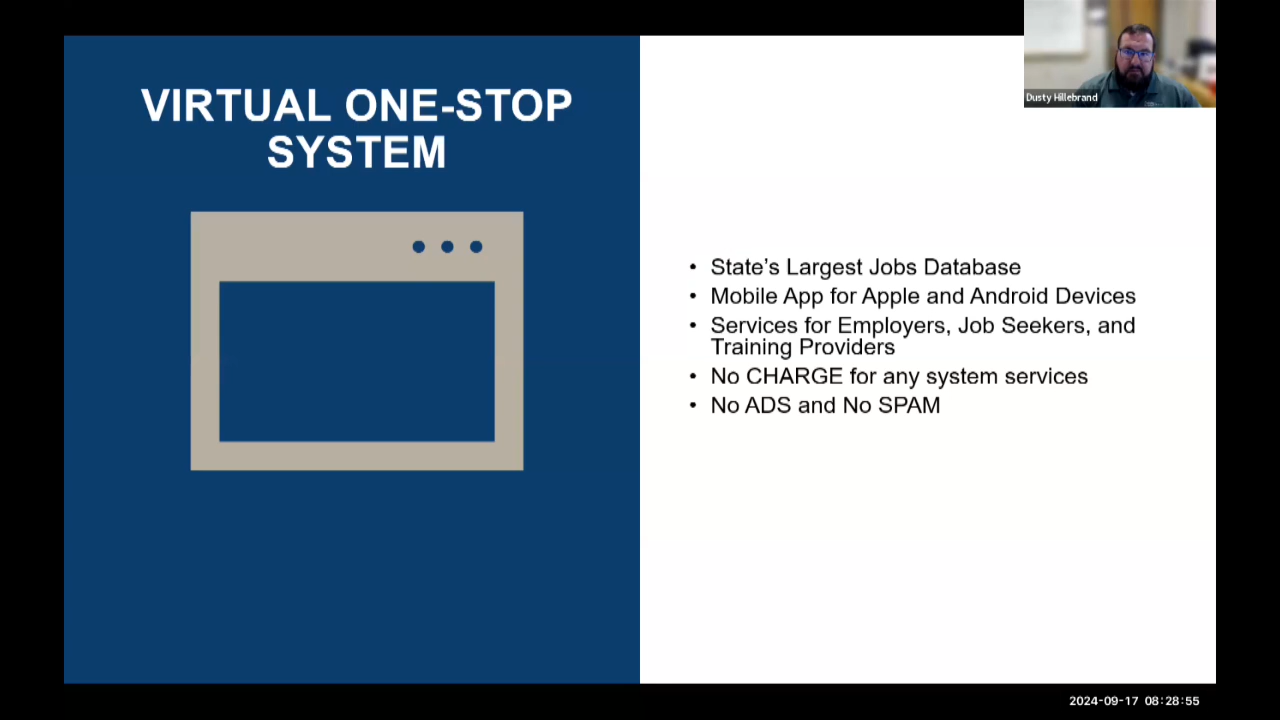 VIRTUAL ONE-STOP
SYSTEM
Dusty Hillebrand
• State's Largest Jobs Database
• Mobile App for Apple and Android Devices
• Services for Employers, Job Seekers, and
Training Providers
• No CHARGE for any system services
• No ADS and No SPAM
2024-09-17 08:28:55